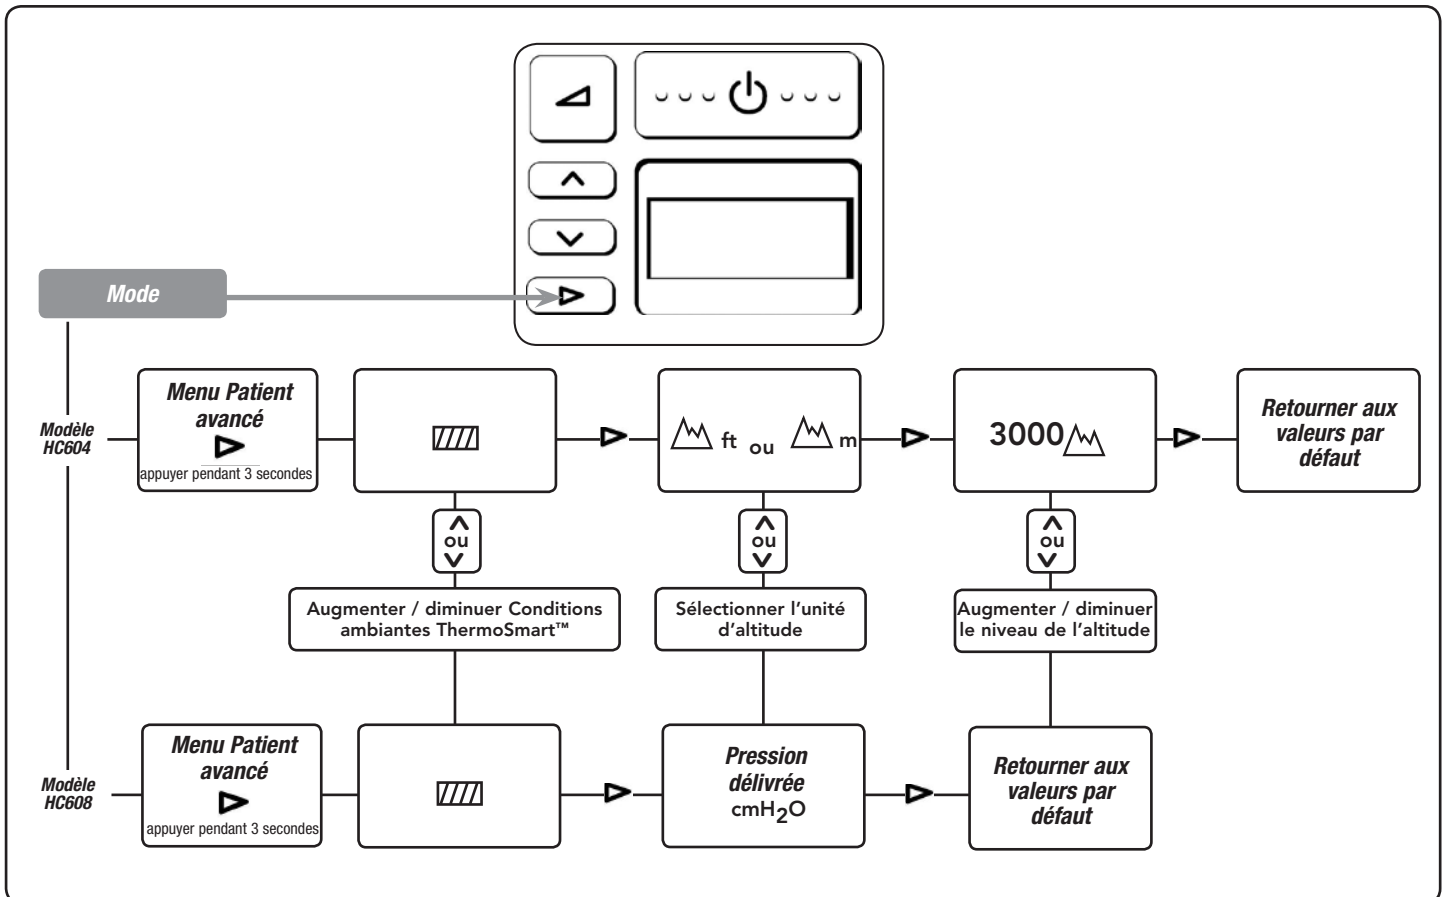 Mode
Modèle
HC604
Menu Patient
avancé
appuyer pendant 3 secondes
ft ou m
3000
Retourner aux
valeurs par
défaut
ou
ou
ou
Augmenter / diminuer Conditions
ambiantes ThermoSmart™
Sélectionner l'unité
d'altitude
Augmenter / diminuer
le niveau de l'altitude
Modèle
HC608
Menu Patient
avancé
appuyer pendant 3 secondes
Pression
délivrée
cmH2O
Retourner aux
valeurs par
défaut